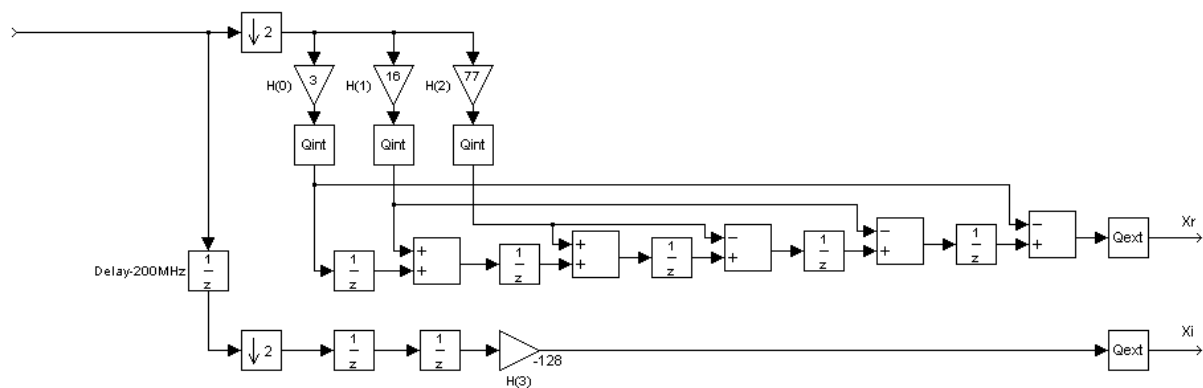 ↓ 2
H(0) 3 H(1) 16 H(2) 77
Qint Qint Qint
Xr
+ + - - -
+ + + + +
Qext
Delay-200MHz 1/z
1/z 1/z 1/z 1/z 1/z
Xi
↓ 2 1/z 1/z -128 Qext
H(3)